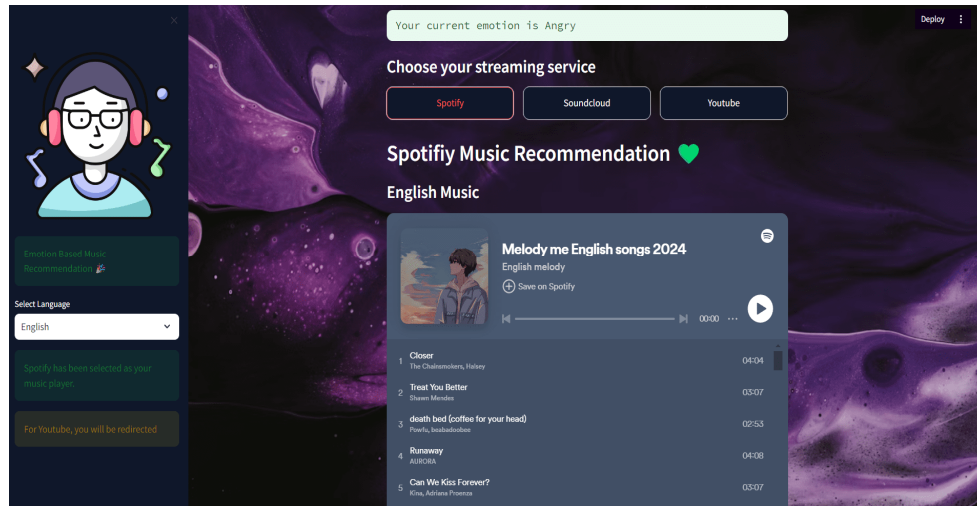 Your current emotion is Angry
Deploy
Choose your streaming service
Spotify
Soundcloud
Youtube
Spotifiy Music Recommendation
English Music
Melody me English songs 2024
English melody
Save on Spotify
00:00
1 Closer 04:04
The Chainsmokers, Halsey
2 Treat You Better 03:07
Shawn Mendes
3 death bed (coffee for your head) 02:53
Powfu, beabadoobee
4 Runaway 04:08
AURORA
5 Can We Kiss Forever? 03:07
Kina, Adriana Proenza
Emotion Based Music
Recommendation 🎉
Select Language
English
Spotify has been selected as your
music player.
For Youtube, you will be redirected